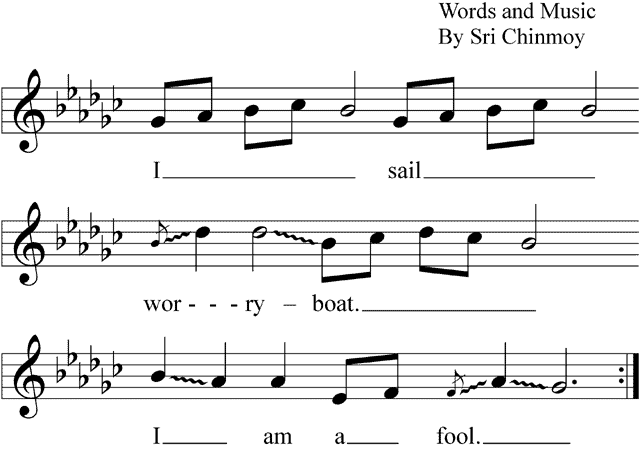 Words and Music
By Sri Chinmoy
I sail
wor - - - ry – boat.
I am a fool.